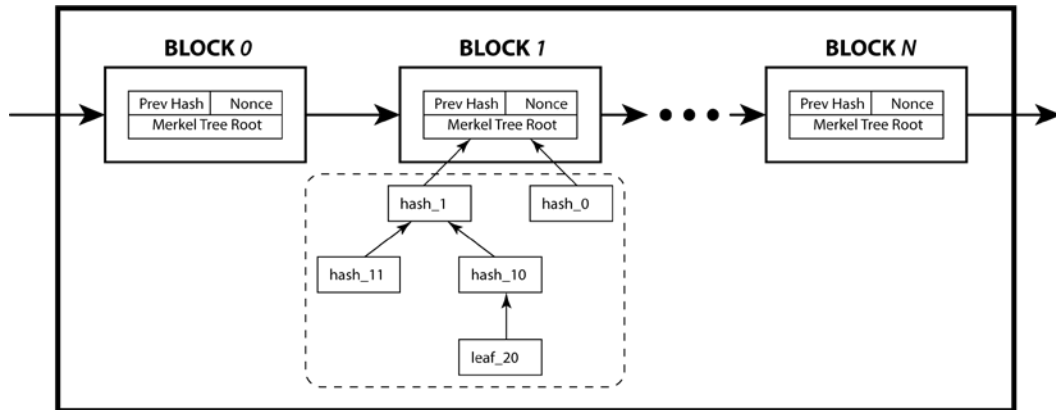 BLOCK 0
BLOCK 1
BLOCK N
Prev Hash
Nonce
Merkel Tree Root
Prev Hash
Nonce
Merkel Tree Root
Prev Hash
Nonce
Merkel Tree Root
hash_1
hash_0
hash_11
hash_10
leaf_20